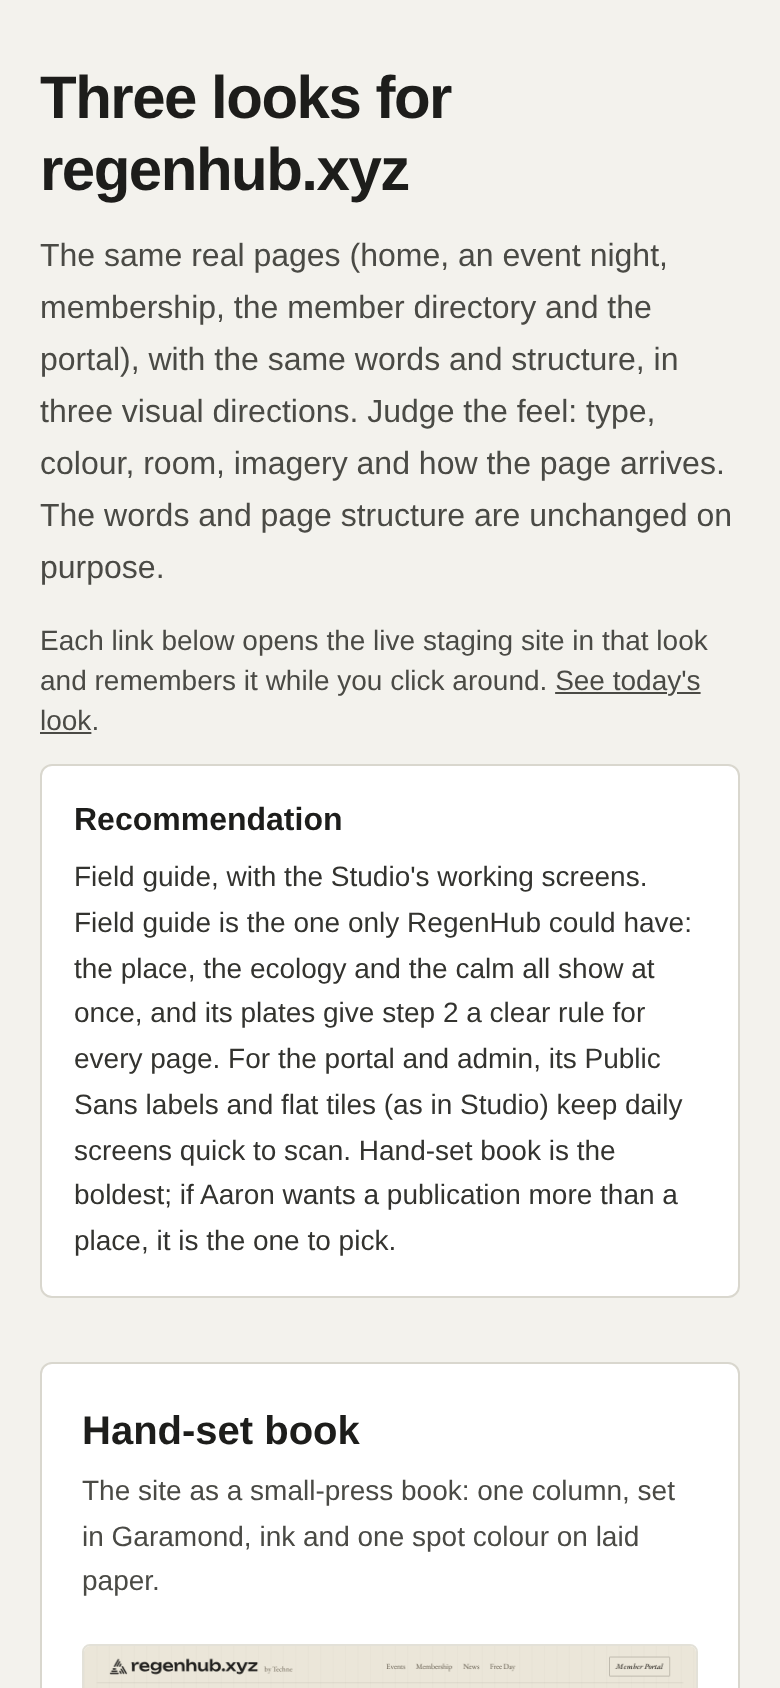 Three looks for
regenhub.xyz
The same real pages (home, an event night,
membership, the member directory and the
portal), with the same words and structure, in
three visual directions. Judge the feel: type,
colour, room, imagery and how the page arrives.
The words and page structure are unchanged on
purpose.
Each link below opens the live staging site in that look
and remembers it while you click around. See today's
look.
Recommendation
Field guide, with the Studio's working screens.
Field guide is the one only RegenHub could have:
the place, the ecology and the calm all show at
once, and its plates give step 2 a clear rule for
every page. For the portal and admin, its Public
Sans labels and flat tiles (as in Studio) keep daily
screens quick to scan. Hand-set book is the
boldest; if Aaron wants a publication more than a
place, it is the one to pick.
Hand-set book
The site as a small-press book: one column, set
in Garamond, ink and one spot colour on laid
paper.
regenhub.xyz by Techne Events Membership News Free Day Member Portal